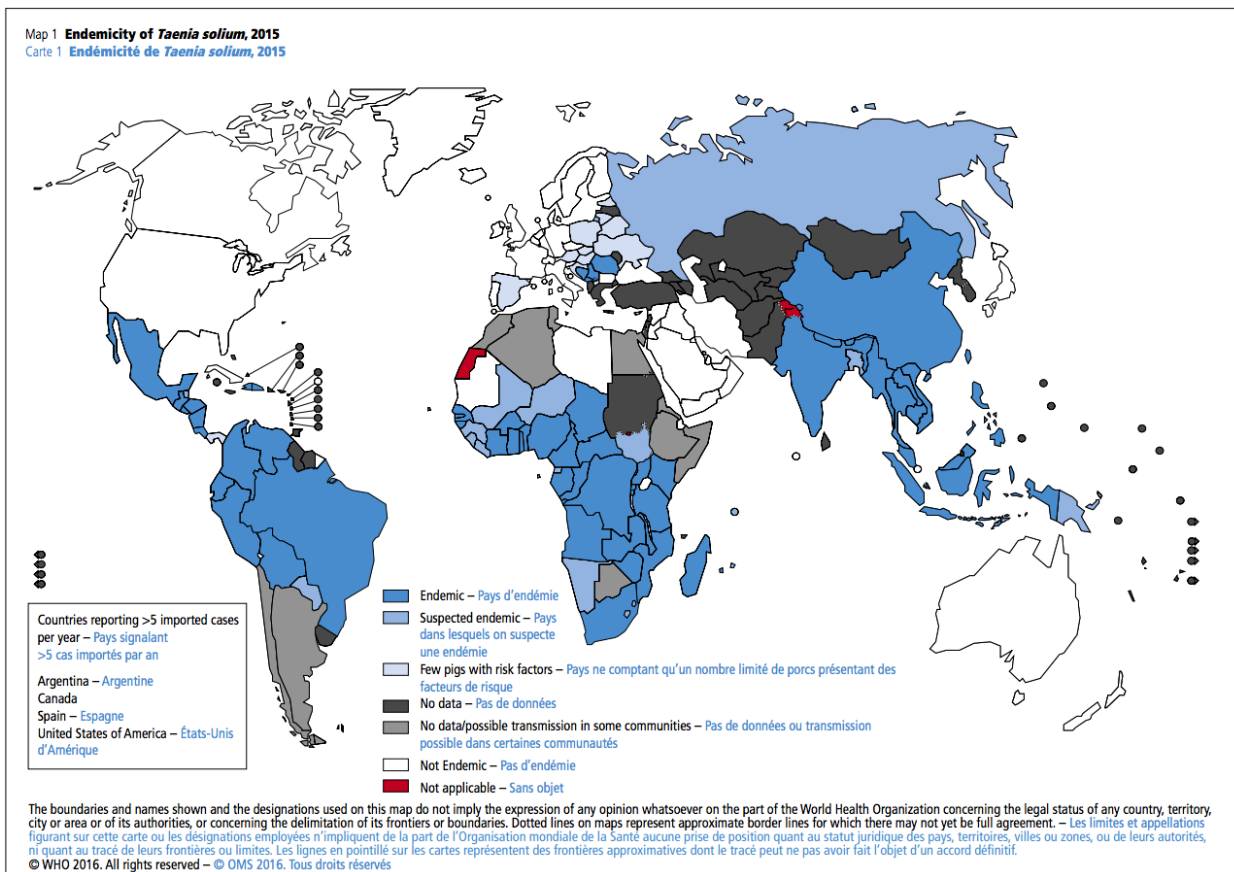 Map 1 Endemicity of Taenia solium, 2015
Carte 1 Endémicité de Taenia solium, 2015
Countries reporting >5 imported cases
per year – Pays signalant
>5 cas importés par an
Argentina – Argentine
Canada
Spain – Espagne
United States of America – États-Unis
d'Amérique
Endemic – Pays d'endémie
Suspected endemic – Pays
dans lesquels on suspecte
une endémie
Few pigs with risk factors – Pays ne comptant qu'un nombre limité de porcs présentant des
facteurs de risque
No data – Pas de données
No data/possible transmission in some communities – Pas de données ou transmission
possible dans certaines communautés
Not Endemic – Pas d'endémie
Not applicable – Sans objet
The boundaries and names shown and the designations used on this map do not imply the expression of any opinion whatsoever on the part of the World Health Organization concerning the legal status of any country, territory,
city or area or of its authorities, or concerning the delimitation of its frontiers or boundaries. Dotted lines on maps represent approximate border lines for which there may not yet be full agreement. – Les limites et appellations
figurant sur cette carte ou les désignations employées n'impliquent de la part de l'Organisation mondiale de la Santé aucune prise de position quant au statut juridique des pays, territoires, villes ou zones, ou de leurs autorités,
ni quant au tracé de leurs frontières ou limites. Les lignes en pointillé sur les cartes représentent des frontières approximatives dont le tracé peut ne pas avoir fait l'objet d'un accord définitif.
© WHO 2016. All rights reserved – © OMS 2016. Tous droits réservés